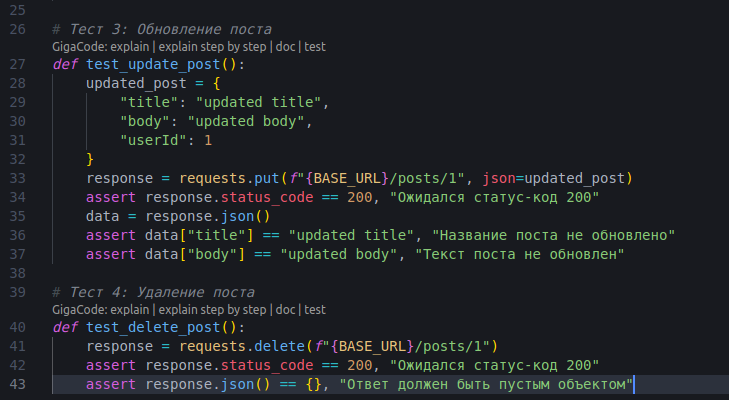 25
26 # Тест 3: Обновление поста
GigaCode: explain | explain step by step | doc | test
27 def test_update_post():
28     updated_post = {
29         "title": "updated title",
30         "body": "updated body",
31         "userId": 1
32     }
33     response = requests.put(f"{BASE_URL}/posts/1", json=updated_post)
34     assert response.status_code == 200, "Ожидался статус-код 200"
35     data = response.json()
36     assert data["title"] == "updated title", "Название поста не обновлено"
37     assert data["body"] == "updated body", "Текст поста не обновлен"
38
39 # Тест 4: Удаление поста
GigaCode: explain | explain step by step | doc | test
40 def test_delete_post():
41     response = requests.delete(f"{BASE_URL}/posts/1")
42     assert response.status_code == 200, "Ожидался статус-код 200"
43     assert response.json() == {}, "Ответ должен быть пустым объектом"